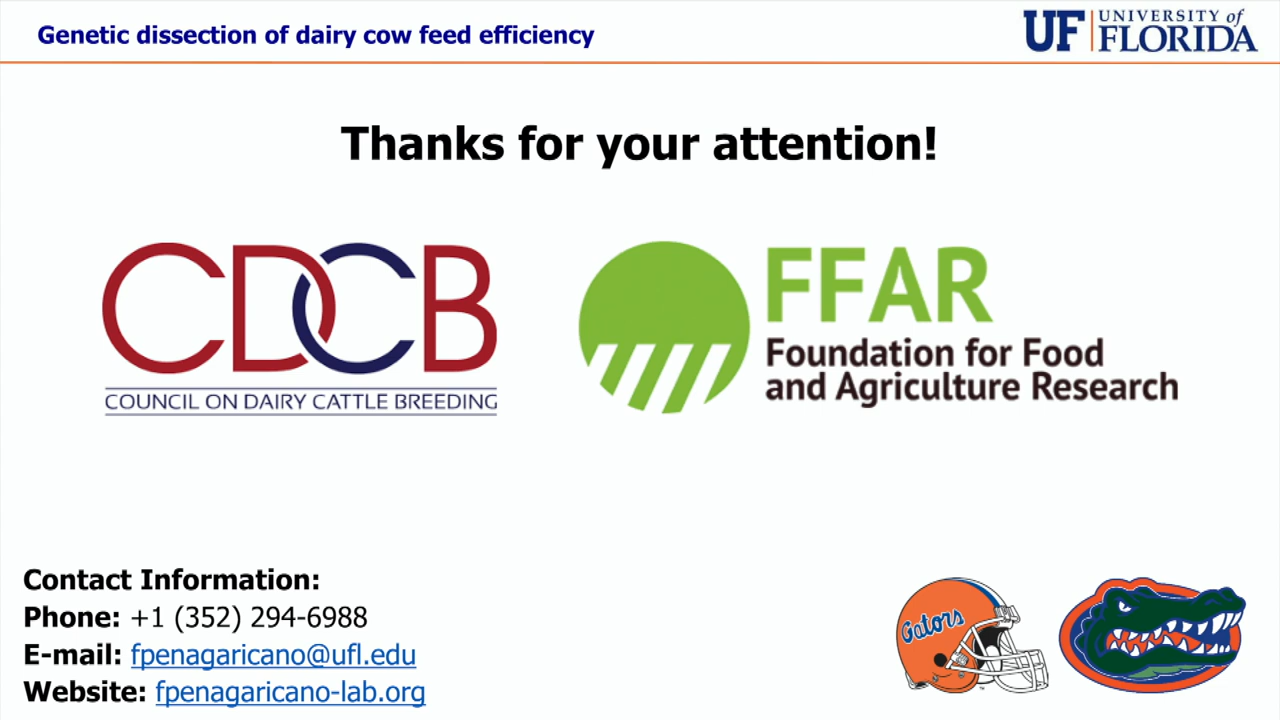 Genetic dissection of dairy cow feed efficiency
UF UNIVERSITY of
FLORIDA
Thanks for your attention!
CDCB
COUNCIL ON DAIRY CATTLE BREEDING
FFAR
Foundation for Food
and Agriculture Research
Contact Information:
Phone: +1 (352) 294-6988
E-mail: fpenagaricano@ufl.edu
Website: fpenagaricano-lab.org
Gators